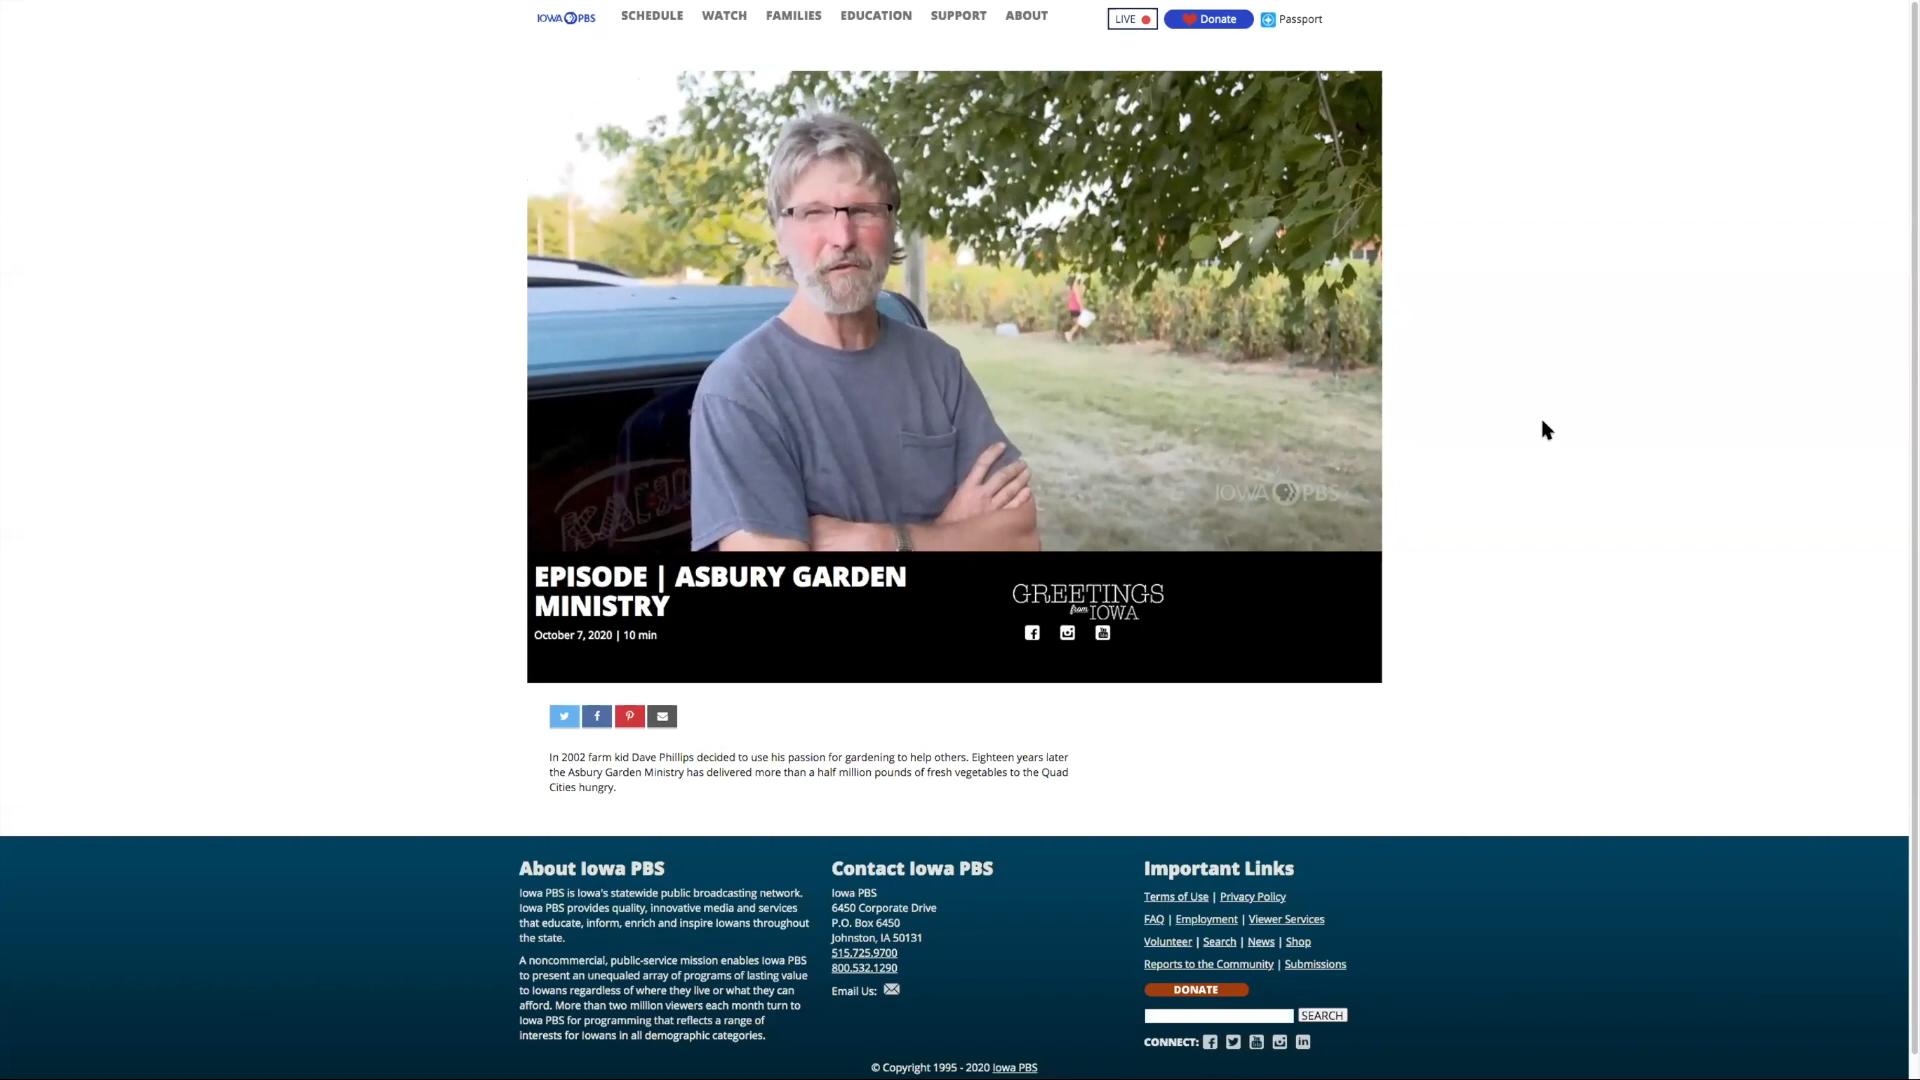 IOWA PBS
SCHEDULE WATCH FAMILIES EDUCATION SUPPORT ABOUT
LIVE Donate Passport
IOWA PBS
EPISODE | ASBURY GARDEN
MINISTRY
October 7, 2020 | 10 min
GREETINGS
from IOWA
In 2002 farm kid Dave Phillips decided to use his passion for gardening to help others. Eighteen years later
the Asbury Garden Ministry has delivered more than a half million pounds of fresh vegetables to the Quad
Cities hungry.
About Iowa PBS
Iowa PBS is Iowa's statewide public broadcasting network.
Iowa PBS provides quality, innovative media and services
that educate, inform, enrich and inspire Iowans throughout
the state.
A noncommercial, public-service mission enables Iowa PBS
to present an unequaled array of programs of lasting value
to Iowans regardless of where they live or what they can
afford. More than two million viewers each month turn to
Iowa PBS for programming that reflects a range of
interests for Iowans in all demographic categories.
Contact Iowa PBS
Iowa PBS
6450 Corporate Drive
P.O. Box 6450
Johnston, IA 50131
515.725.9700
800.532.1290
Email Us:
Important Links
Terms of Use | Privacy Policy
FAQ | Employment | Viewer Services
Volunteer | Search | News | Shop
Reports to the Community | Submissions
DONATE
SEARCH
CONNECT:
© Copyright 1995 - 2020 Iowa PBS